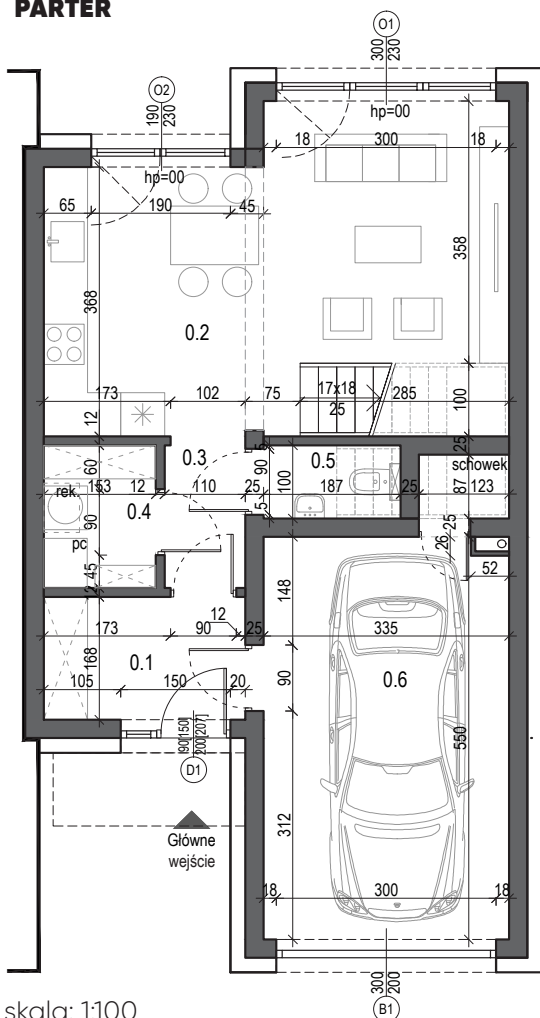 PARTER
O1
300
230
O2
190
230
hp=00
hp=00
18 300 18
65 190 45
368
358
0.2
173 102 75 17x18 285
25
100
12
0.3
0.5
25
schowek
60
90
5
100
rek.
153 12 110 25 187 25 87 123
0.4
5
90
pc
25
26
45
52
148
12
12
173 90 25 335
168
0.1
90
0.6
105 150 20
550
90[150]
200[207]
D1
312
Główne
wejście
18 300 18
300
200
B1
skala: 1:100